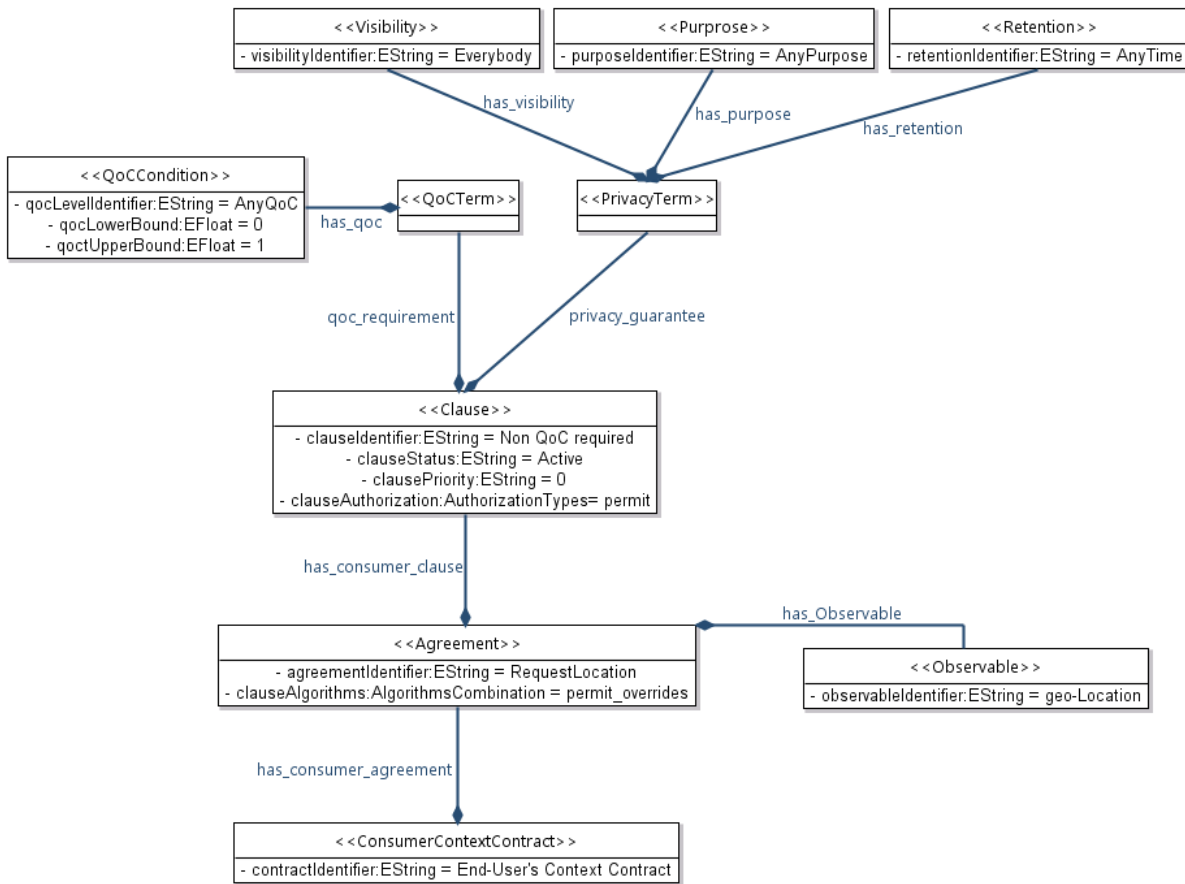 <<Visibility>>
- visibilityIdentifier:EString = Everybody
<<Purprose>>
- purposeIdentifier:EString = AnyPurpose
<<Retention>>
- retentionIdentifier:EString = AnyTime
has_visibility
has_purpose
has_retention
<<QoCCondition>>
- qocLevelIdentifier:EString = AnyQoC
- qocLowerBound:EFloat = 0
- qoctUpperBound:EFloat = 1
has_qoc
<<QoCTerm>>
<<PrivacyTerm>>
qoc_requirement
privacy_guarantee
<<Clause>>
- clauseIdentifier:EString = Non QoC required
- clauseStatus:EString = Active
- clausePriority:EString = 0
- clauseAuthorization:AuthorizationTypes= permit
has_consumer_clause
has_Observable
<<Agreement>>
- agreementIdentifier:EString = RequestLocation
- clauseAlgorithms:AlgorithmsCombination = permit_overrides
<<Observable>>
- observableIdentifier:EString = geo-Location
has_consumer_agreement
<<ConsumerContextContract>>
- contractIdentifier:EString = End-User's Context Contract